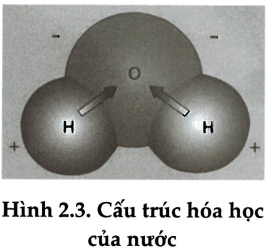 - -
O
H H
+ +
Hình 2.3. Cấu trúc hóa học
của nước